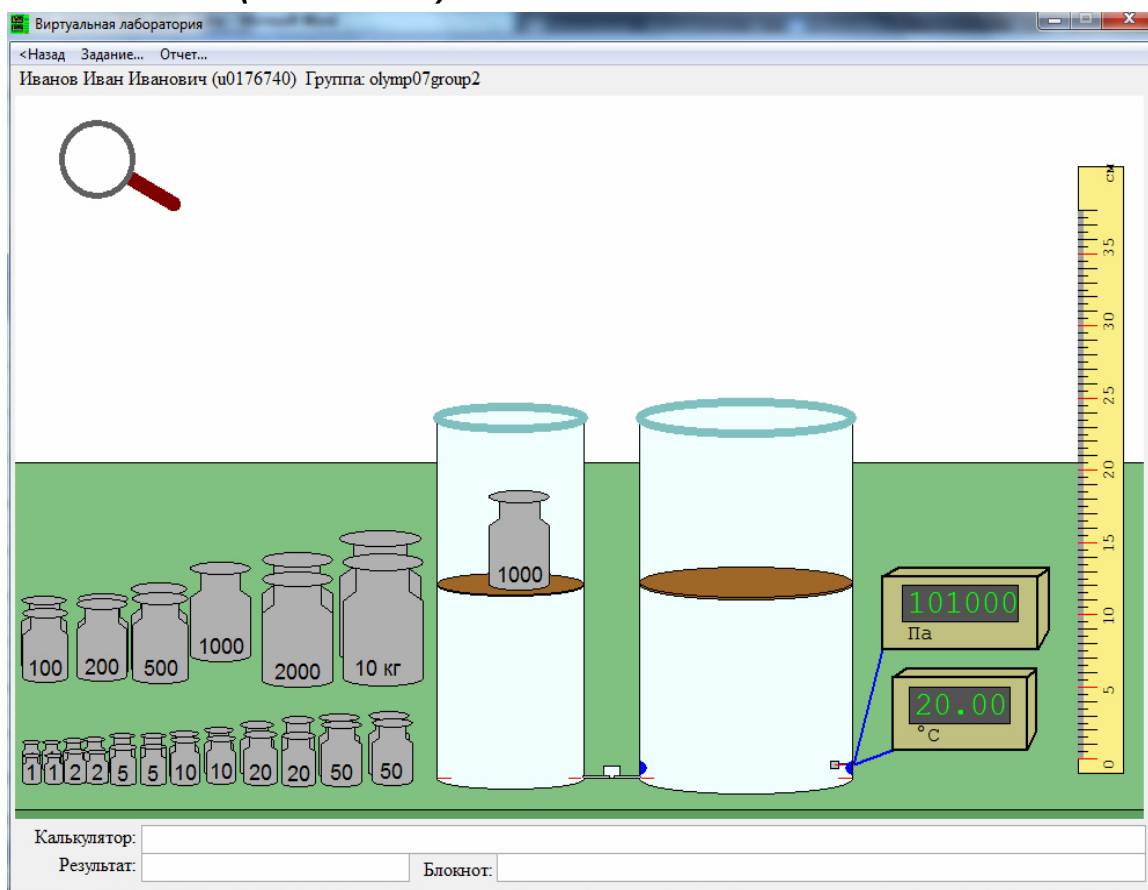 Виртуальная лаборатория
<Назад Задание... Отчет...
Иванов Иван Иванович (u0176740) Группа: olymp07group2
см
35
30
25
20
15
10
5
0
1000
101000
Па
20.00
°C
100 200 500 1000 2000 10 кг
1 1 2 2 5 5 10 10 20 20 50 50
Калькулятор:
Результат: Блокнот: